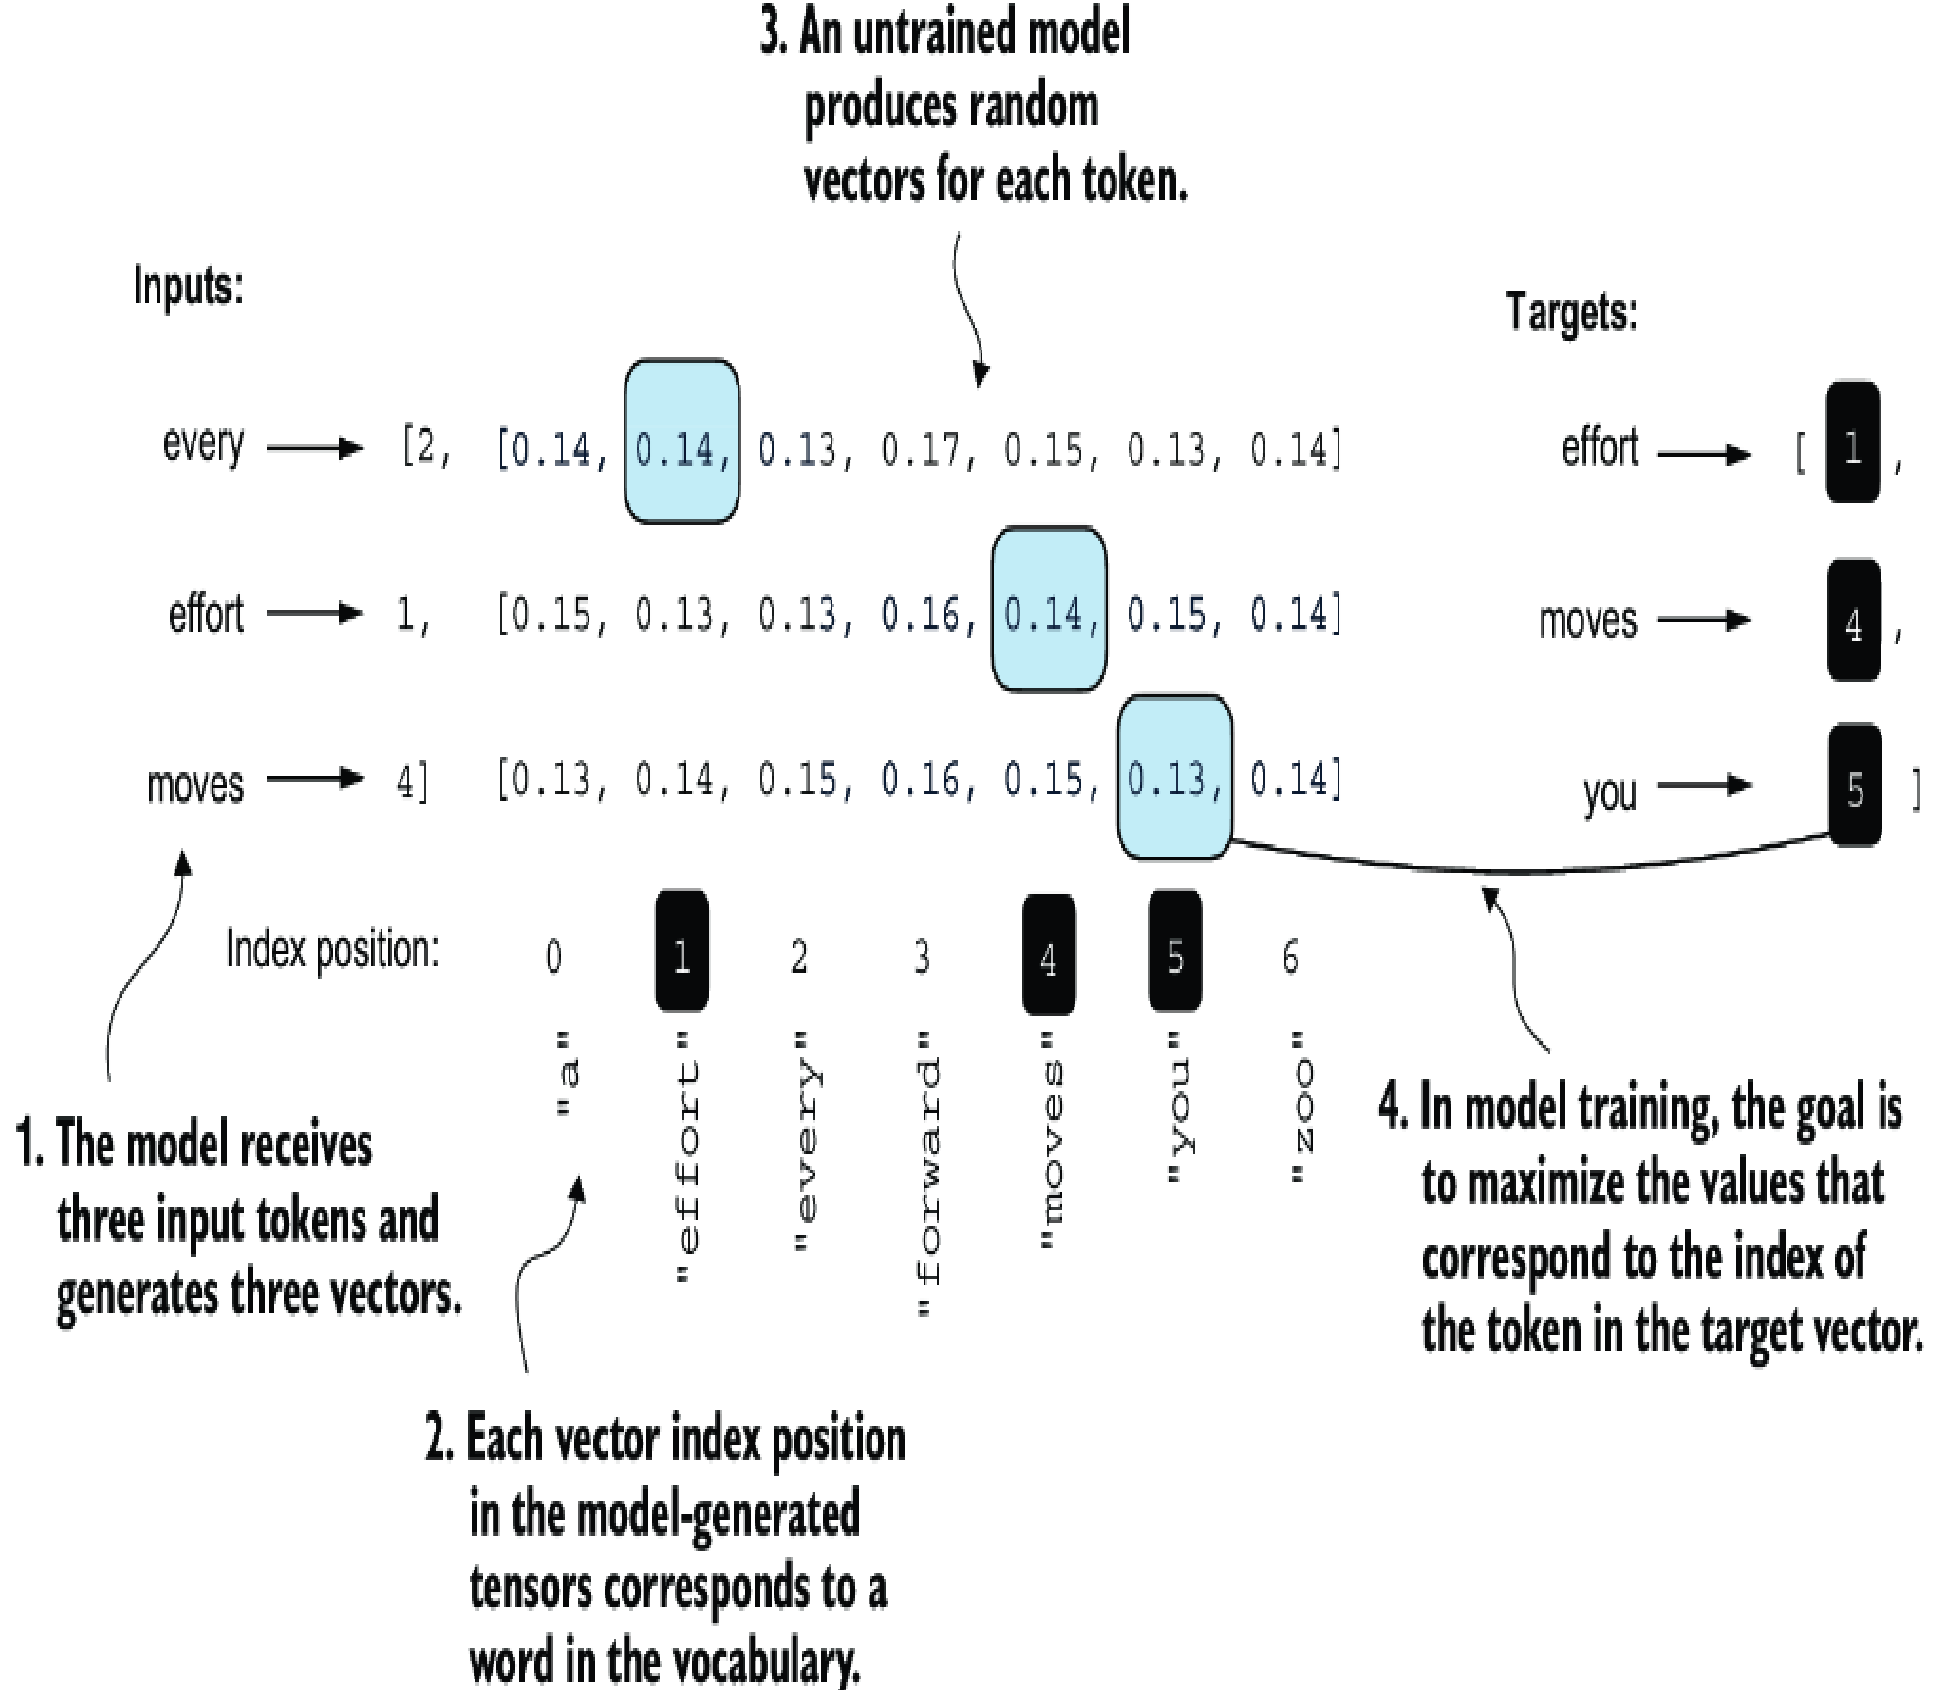 3. An untrained model
produces random
vectors for each token.
Inputs:
Targets:
every [2, [0.14, 0.14, 0.13, 0.17, 0.15, 0.13, 0.14] effort [ 1 ,
effort 1, [0.15, 0.13, 0.13, 0.16, 0.14, 0.15, 0.14] moves 4 ,
moves 4] [0.13, 0.14, 0.15, 0.16, 0.15, 0.13, 0.14] you 5 ]
Index position: 0 1 2 3 4 5 6
"a" "effort" "every" "forward" "moves" "you" "zoo"
1. The model receives
three input tokens and
generates three vectors.
2. Each vector index position
in the model-generated
tensors corresponds to a
word in the vocabulary.
4. In model training, the goal is
to maximize the values that
correspond to the index of
the token in the target vector.